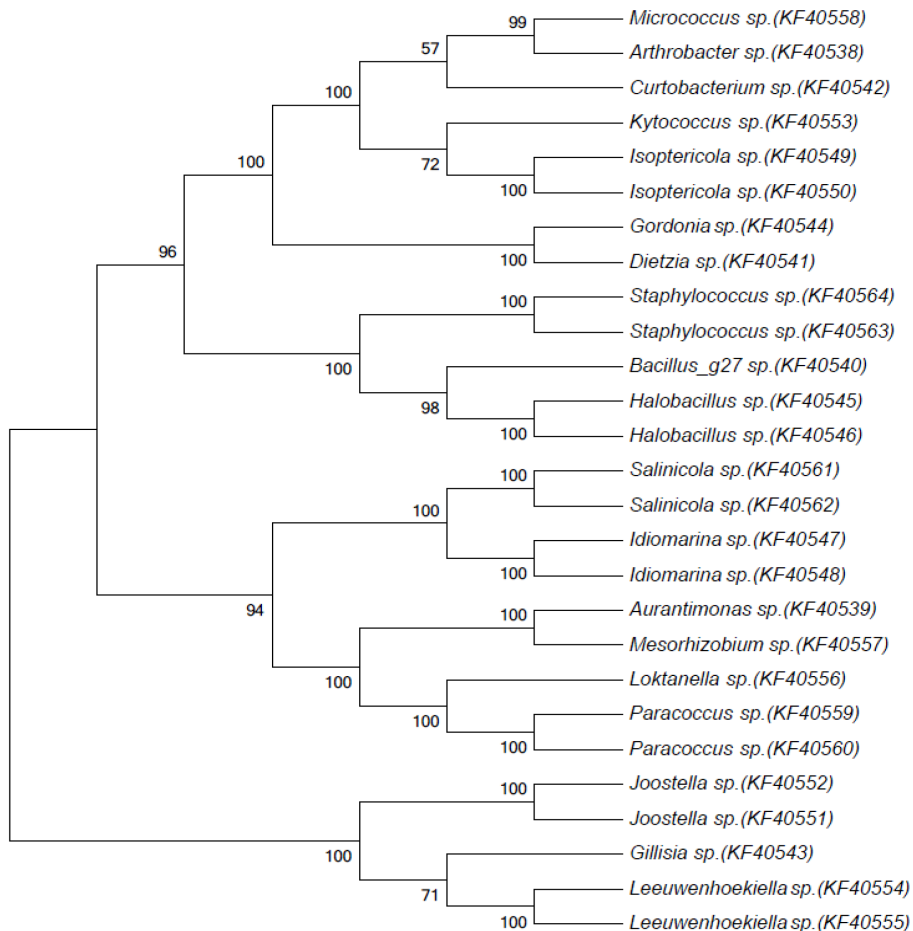 99
Micrococcus sp.(KF40558)
57
Arthrobacter sp.(KF40538)
100
Curtobacterium sp.(KF40542)
Kytococcus sp.(KF40553)
100
72
Isoptericola sp.(KF40549)
100
Isoptericola sp.(KF40550)
Gordonia sp.(KF40544)
96
100
Dietzia sp.(KF40541)
100
Staphylococcus sp.(KF40564)
Staphylococcus sp.(KF40563)
100
Bacillus_g27 sp.(KF40540)
98
Halobacillus sp.(KF40545)
100
Halobacillus sp.(KF40546)
100
Salinicola sp.(KF40561)
100
Salinicola sp.(KF40562)
Idiomarina sp.(KF40547)
100
Idiomarina sp.(KF40548)
94
100
Aurantimonas sp.(KF40539)
Mesorhizobium sp.(KF40557)
100
Loktanella sp.(KF40556)
100
Paracoccus sp.(KF40559)
100
Paracoccus sp.(KF40560)
100
Joostella sp.(KF40552)
Joostella sp.(KF40551)
100
Gillisia sp.(KF40543)
71
Leeuwenhoekiella sp.(KF40554)
100
Leeuwenhoekiella sp.(KF40555)